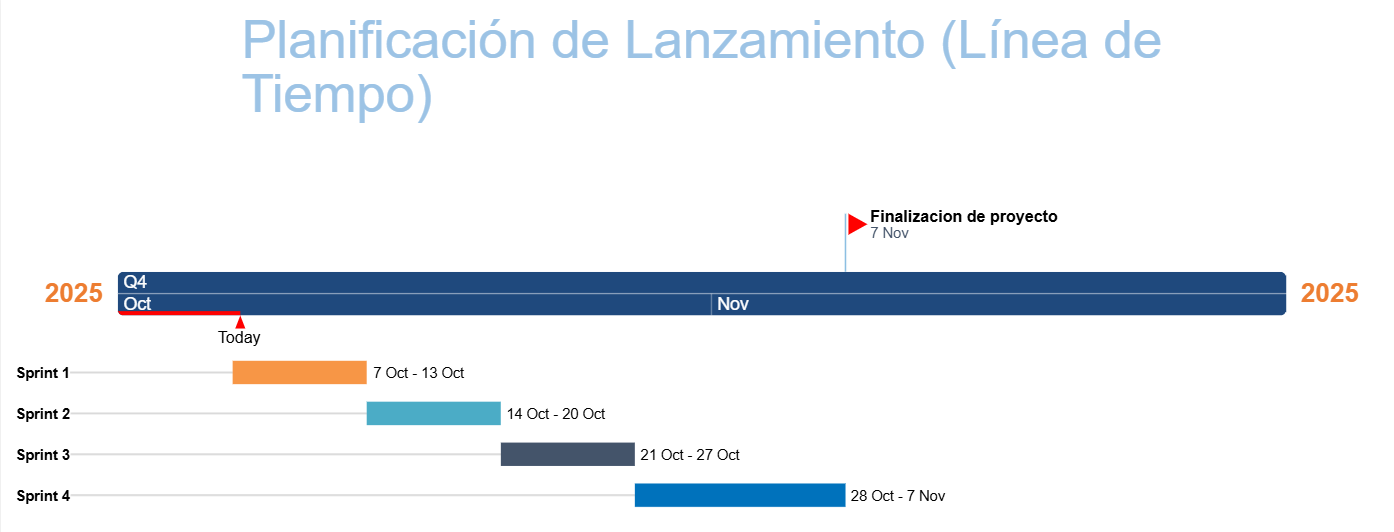 Planificación de Lanzamiento (Línea de
Tiempo)
Finalizacion de proyecto
7 Nov
2025
Q4
2025
Oct
Nov
Today
Sprint 1
7 Oct - 13 Oct
Sprint 2
14 Oct - 20 Oct
Sprint 3
21 Oct - 27 Oct
Sprint 4
28 Oct - 7 Nov